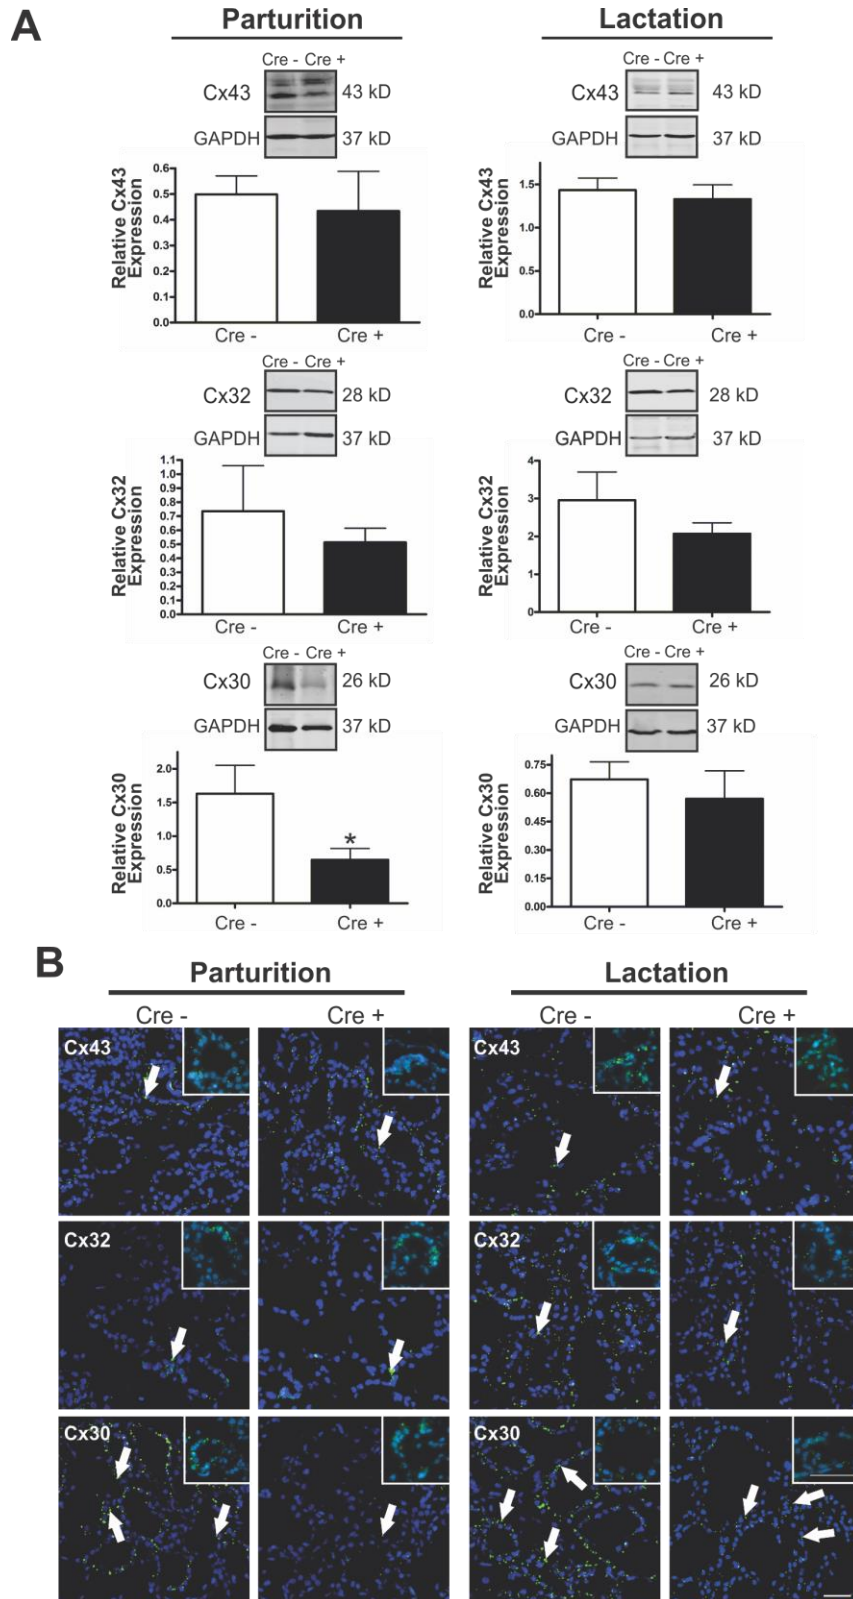 A
Parturition
Lactation
Cre - Cre +
Cx43
43 kD
GAPDH
37 kD
Relative Cx43
Expression
0.6
0.5
0.4
0.3
0.2
0.1
0.0
Cre -
Cre +
Cre - Cre +
Cx43
43 kD
GAPDH
37 kD
Relative Cx43
Expression
1.5
1.0
0.5
0.0
Cre -
Cre +
Cre - Cre +
Cx32
28 kD
GAPDH
37 kD
Relative Cx32
Expression
1.1
1.0
0.9
0.8
0.7
0.6
0.5
0.4
0.3
0.2
0.1
0.0
Cre -
Cre +
Cre - Cre +
Cx32
28 kD
GAPDH
37 kD
Relative Cx32
Expression
4
3
2
1
0
Cre -
Cre +
Cre - Cre +
Cx30
26 kD
GAPDH
37 kD
Relative Cx30
Expression
2.0
1.5
1.0
0.5
0.0
*
Cre -
Cre +
Cre - Cre +
Cx30
26 kD
GAPDH
37 kD
Relative Cx30
Expression
0.75
0.60
0.45
0.30
0.15
0.00
Cre -
Cre +
B
Parturition
Lactation
Cre -
Cre +
Cre -
Cre +
Cx43
Cx43
Cx32
Cx32
Cx30
Cx30